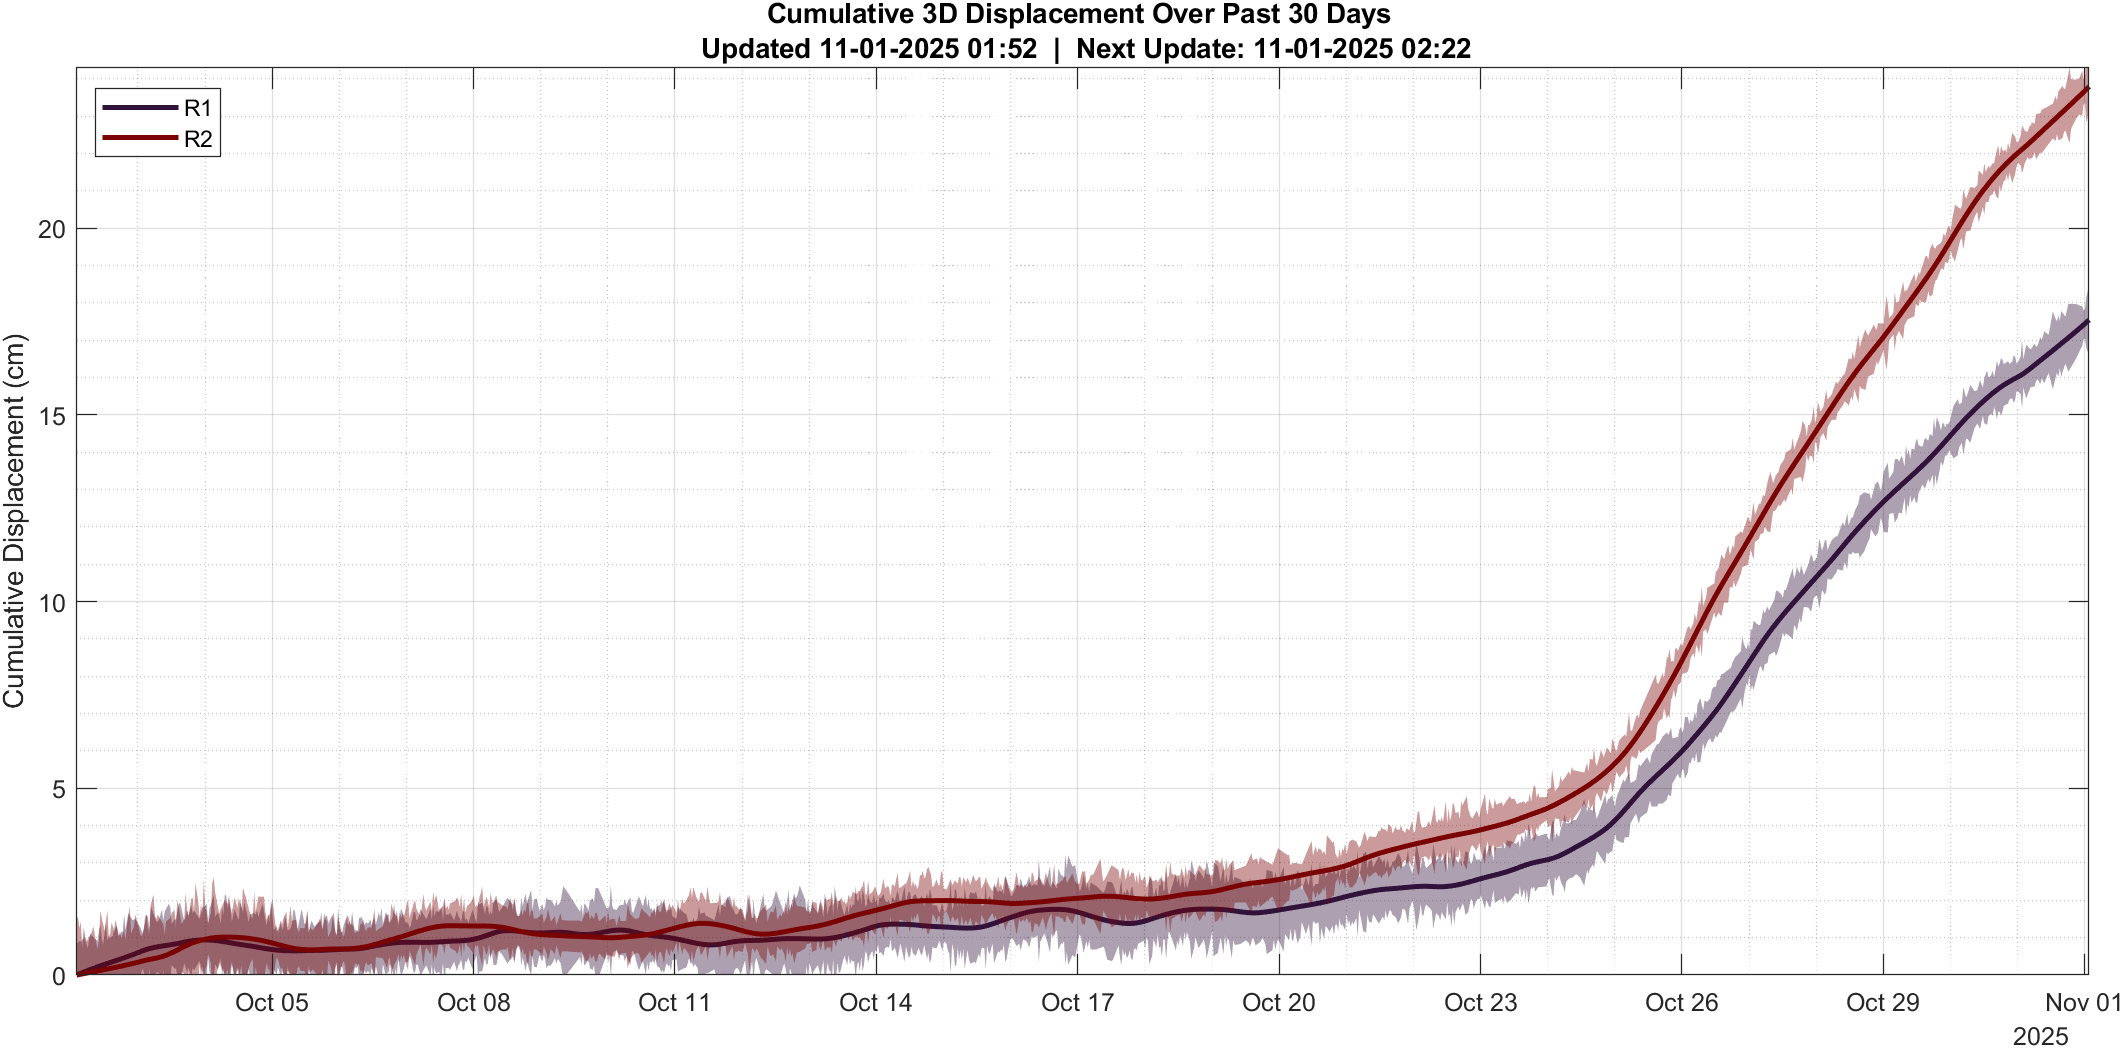 Cumulative 3D Displacement Over Past 30 Days
Updated 11-01-2025 01:52 | Next Update: 11-01-2025 02:22
R1
R2
Cumulative Displacement (cm)
20
15
10
5
0
Oct 05 Oct 08 Oct 11 Oct 14 Oct 17 Oct 20 Oct 23 Oct 26 Oct 29 Nov 01
2025